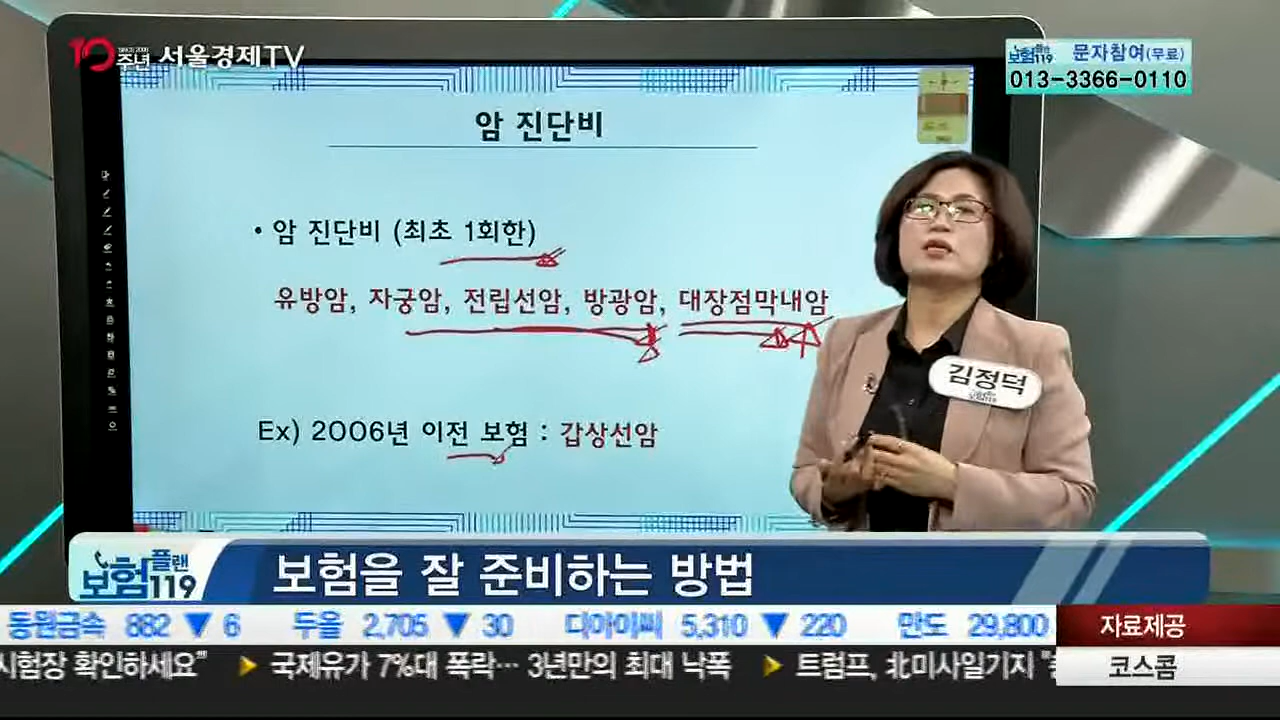 10주년 서울경제TV
보험플랜119 문자참여(무료)
013-3366-0110
암 진단비
• 암 진단비 (최초 1회한)
유방암, 자궁암, 전립선암, 방광암, 대장점막내암
Ex) 2006년 이전 보험 : 갑상선암
김정덕
보험플랜119
보험을 잘 준비하는 방법
동원금속 882 ▼ 6 두올 2,705 ▼ 30 디아이씨 5,310 ▼ 220 만도 29,800
자료제공
시험장 확인하세요" ▶ 국제유가 7%대 폭락… 3년만의 최대 낙폭 ▶ 트럼프, 北미사일기지 "
코스콤